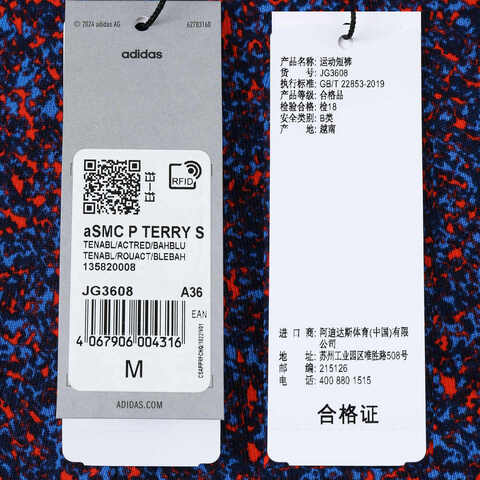 © 2024 adidas AG 62783160
adidas
RFID
aSMC P TERRY S
TENABL/ACTRED/BAHBLU
TENABL/ROUACT/BLEBAH
135820008
JG3608 A36
EAN
4 067906 004316
M
ADIDAS.COM
产品名称: 运动短裤
货 号: JG3608
执行标准: GB/T 22853-2019
产品等级: 合格品
检验合格: 检18
安全类别: B类
产 地: 越南
进 口 商: 阿迪达斯体育(中国)有限
公司
地 址: 苏州工业园区唯胜路508号
邮 编: 215126
电 话: 400 880 1515
合格证